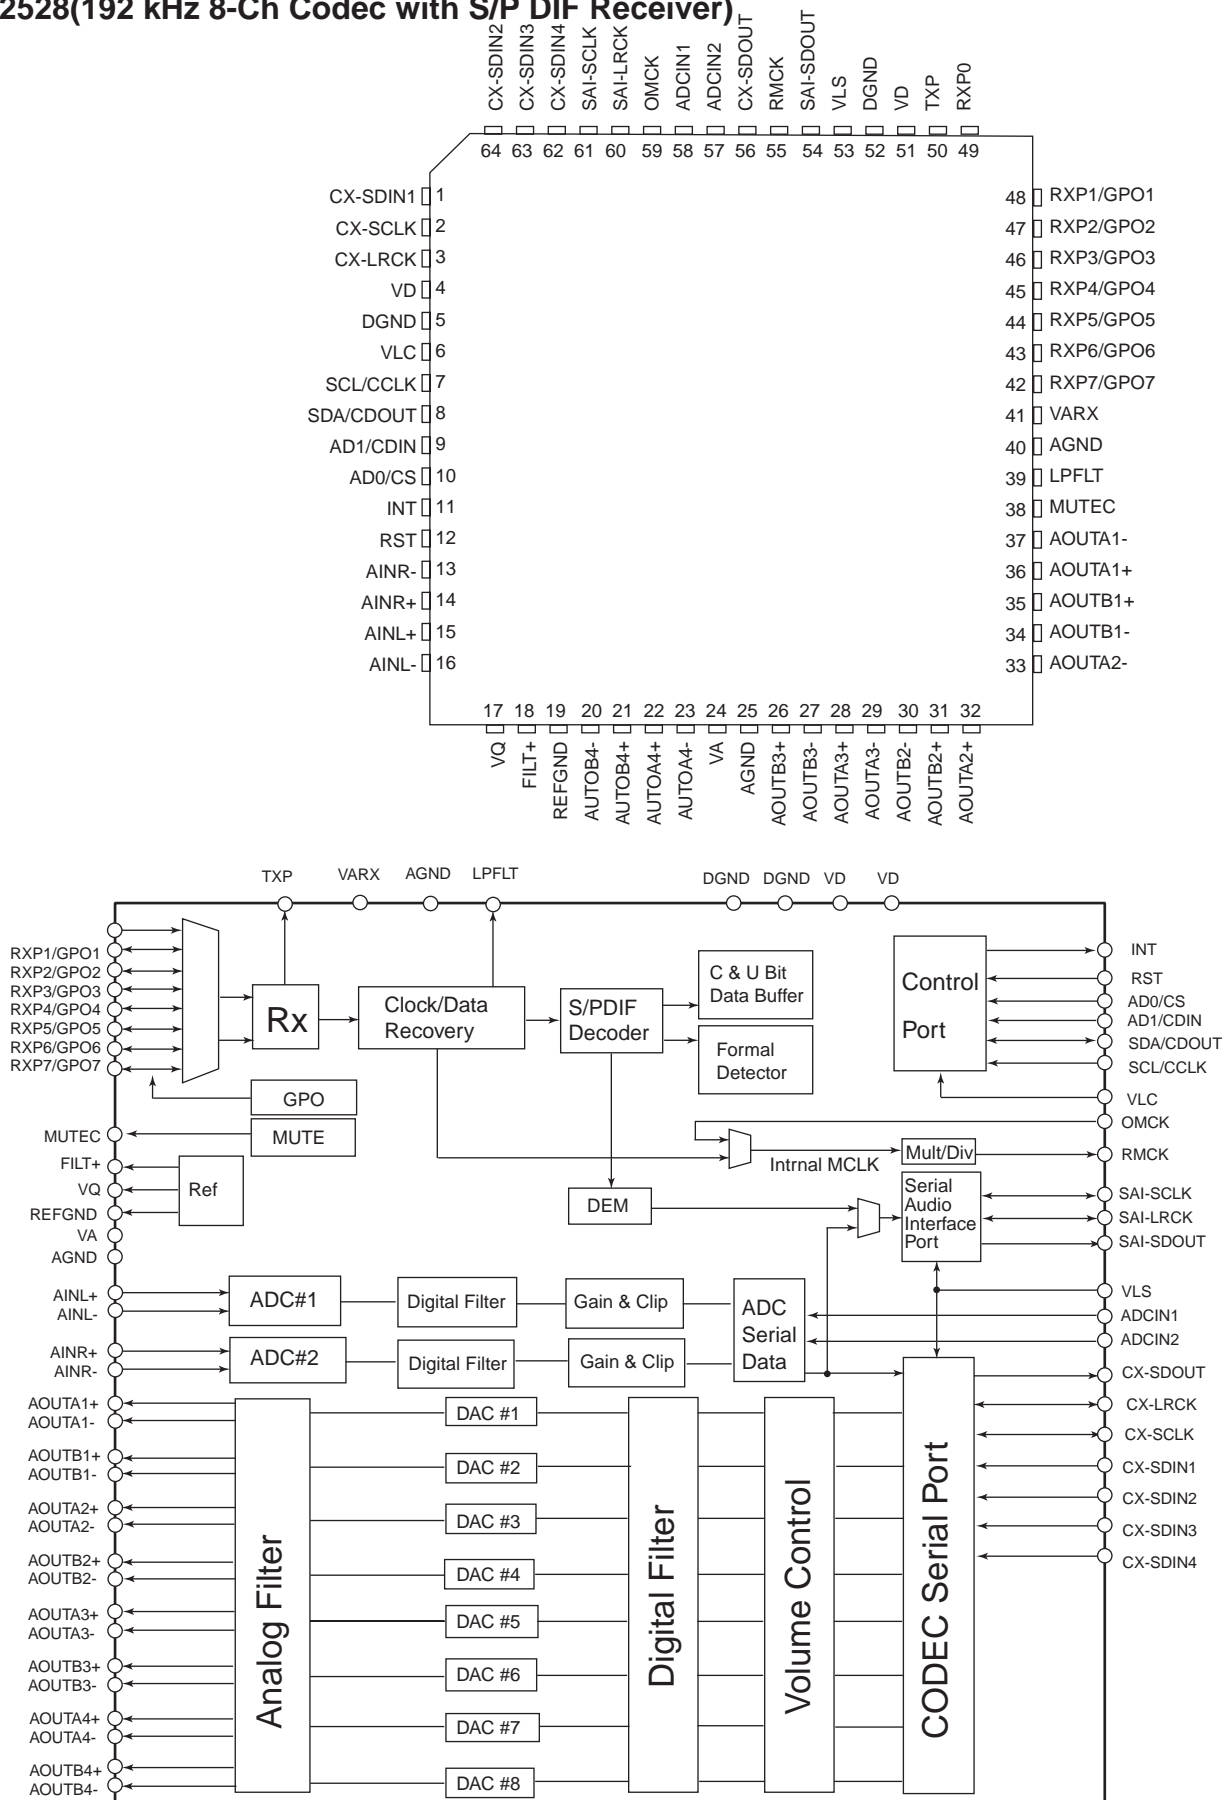 2528(192 kHz 8-Ch Codec with S/P DIF Receiver)
CX-SDIN2
CX-SDIN3
CX-SDIN4
SAI-SCLK
SAI-LRCK
OMCK
ADCIN1
ADCIN2
CX-SDOUT
RMCK
SAI-SDOUT
VLS
DGND
VD
TXP
RXP0
64 63 62 61 60 59 58 57 56 55 54 53 52 51 50 49
CX-SDIN1 1
CX-SCLK 2
CX-LRCK 3
VD 4
DGND 5
VLC 6
SCL/CCLK 7
SDA/CDOUT 8
AD1/CDIN 9
AD0/CS 10
INT 11
RST 12
AINR- 13
AINR+ 14
AINL+ 15
AINL- 16
48 RXP1/GPO1
47 RXP2/GPO2
46 RXP3/GPO3
45 RXP4/GPO4
44 RXP5/GPO5
43 RXP6/GPO6
42 RXP7/GPO7
41 VARX
40 AGND
39 LPFLT
38 MUTEC
37 AOUTA1-
36 AOUTA1+
35 AOUTB1+
34 AOUTB1-
33 AOUTA2-
17 18 19 20 21 22 23 24 25 26 27 28 29 30 31 32
VQ
FILT+
REFGND
AUTOB4-
AUTOB4+
AUTOA4+
AUTOA4-
VA
AGND
AOUTB3+
AOUTB3-
AOUTA3+
AOUTA3-
AOUTB2-
AOUTB2+
AOUTA2+
TXP VARX AGND LPFLT DGND DGND VD VD
RXP1/GPO1
RXP2/GPO2
RXP3/GPO3
RXP4/GPO4
RXP5/GPO5
RXP6/GPO6
RXP7/GPO7
MUTEC
FILT+
VQ
REFGND
VA
AGND
AINL+
AINL-
AINR+
AINR-
AOUTA1+
AOUTA1-
AOUTB1+
AOUTB1-
AOUTA2+
AOUTA2-
AOUTB2+
AOUTB2-
AOUTA3+
AOUTA3-
AOUTB3+
AOUTB3-
AOUTA4+
AOUTA4-
AOUTB4+
AOUTB4-
Rx
Clock/Data
Recovery
S/PDIF
Decoder
C & U Bit
Data Buffer
Formal
Detector
Control
Port
GPO
MUTE
Ref
Intrnal MCLK
Mult/Div
DEM
Serial
Audio
Interface
Port
ADC#1
Digital Filter
Gain & Clip
ADC
Serial
Data
ADC#2
Digital Filter
Gain & Clip
Analog Filter
DAC #1
DAC #2
DAC #3
DAC #4
DAC #5
DAC #6
DAC #7
DAC #8
Digital Filter
Volume Control
CODEC Serial Port
INT
RST
AD0/CS
AD1/CDIN
SDA/CDOUT
SCL/CCLK
VLC
OMCK
RMCK
SAI-SCLK
SAI-LRCK
SAI-SDOUT
VLS
ADCIN1
ADCIN2
CX-SDOUT
CX-LRCK
CX-SCLK
CX-SDIN1
CX-SDIN2
CX-SDIN3
CX-SDIN4